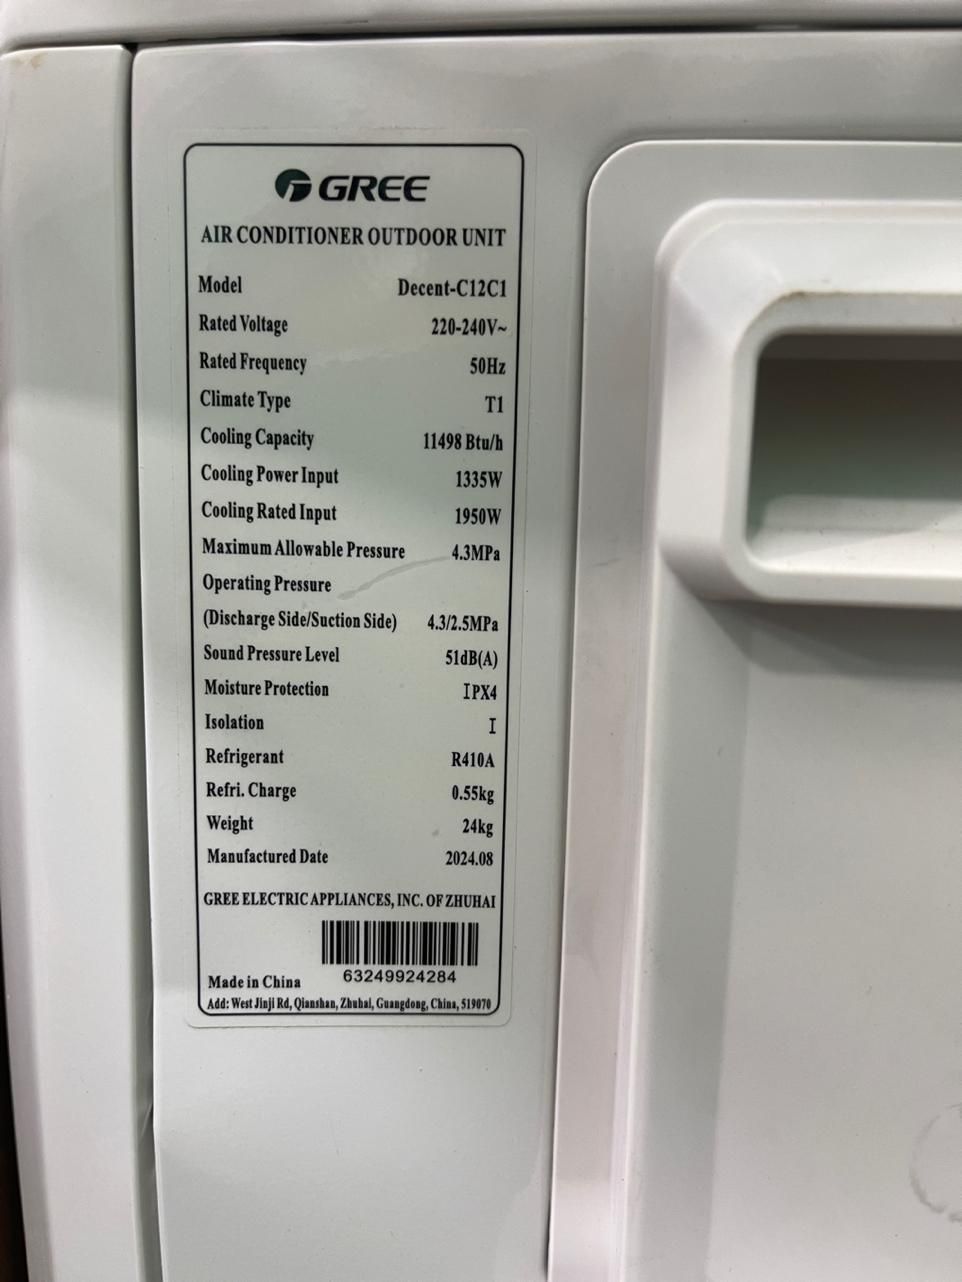 GREE
AIR CONDITIONER OUTDOOR UNIT
Model Decent-C12C1
Rated Voltage 220-240V~
Rated Frequency 50Hz
Climate Type T1
Cooling Capacity 11498 Btu/h
Cooling Power Input 1335W
Cooling Rated Input 1950W
Maximum Allowable Pressure 4.3MPa
Operating Pressure
(Discharge Side/Suction Side) 4.3/2.5MPa
Sound Pressure Level 51dB(A)
Moisture Protection IPX4
Isolation I
Refrigerant R410A
Refri. Charge 0.55kg
Weight 24kg
Manufactured Date 2024.08
GREE ELECTRIC APPLIANCES, INC. OF ZHUHAI
63249924284
Made in China
Add: West Jinji Rd, Qianshan, Zhuhai, Guangdong, China, 519070